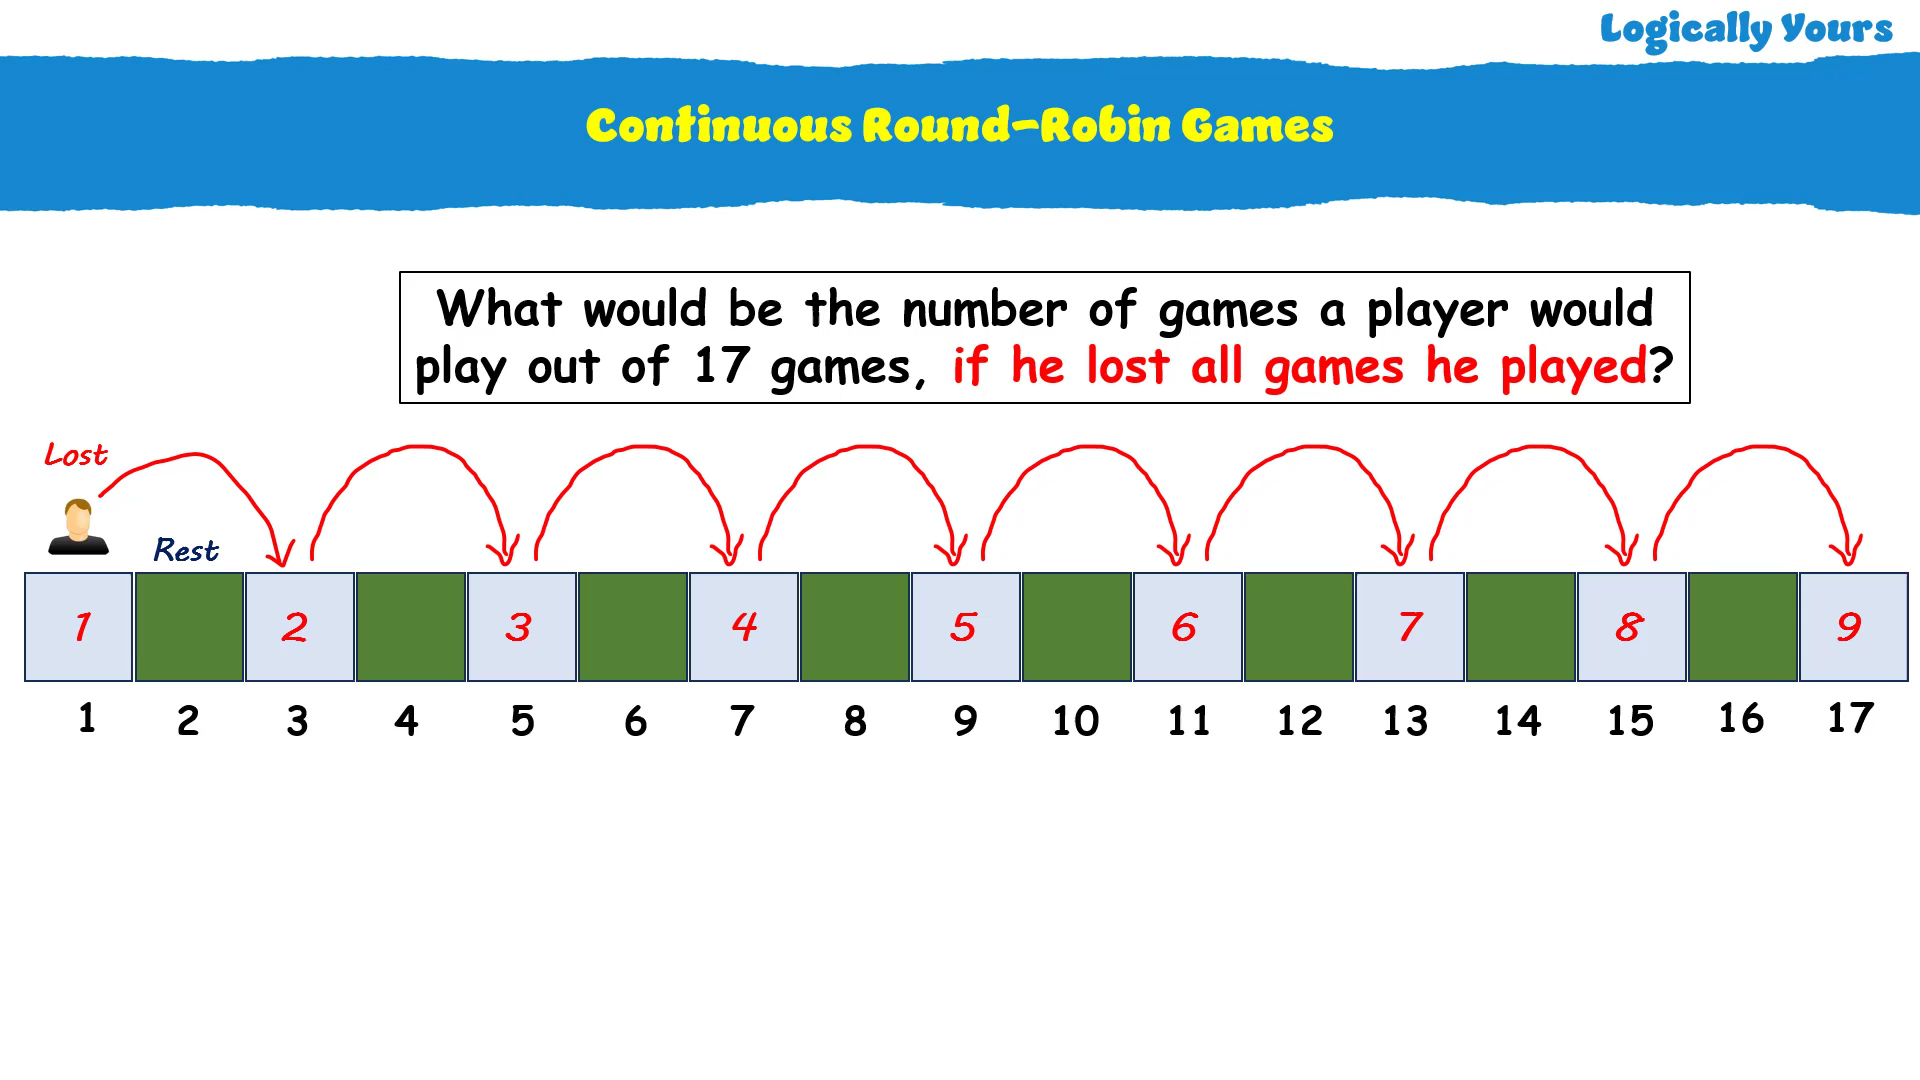 Logically Yours
Continuous Round-Robin Games
What would be the number of games a player would
play out of 17 games, if he lost all games he played?
Lost
Rest
1 2 3 4 5 6 7 8 9
1 2 3 4 5 6 7 8 9 10 11 12 13 14 15 16 17